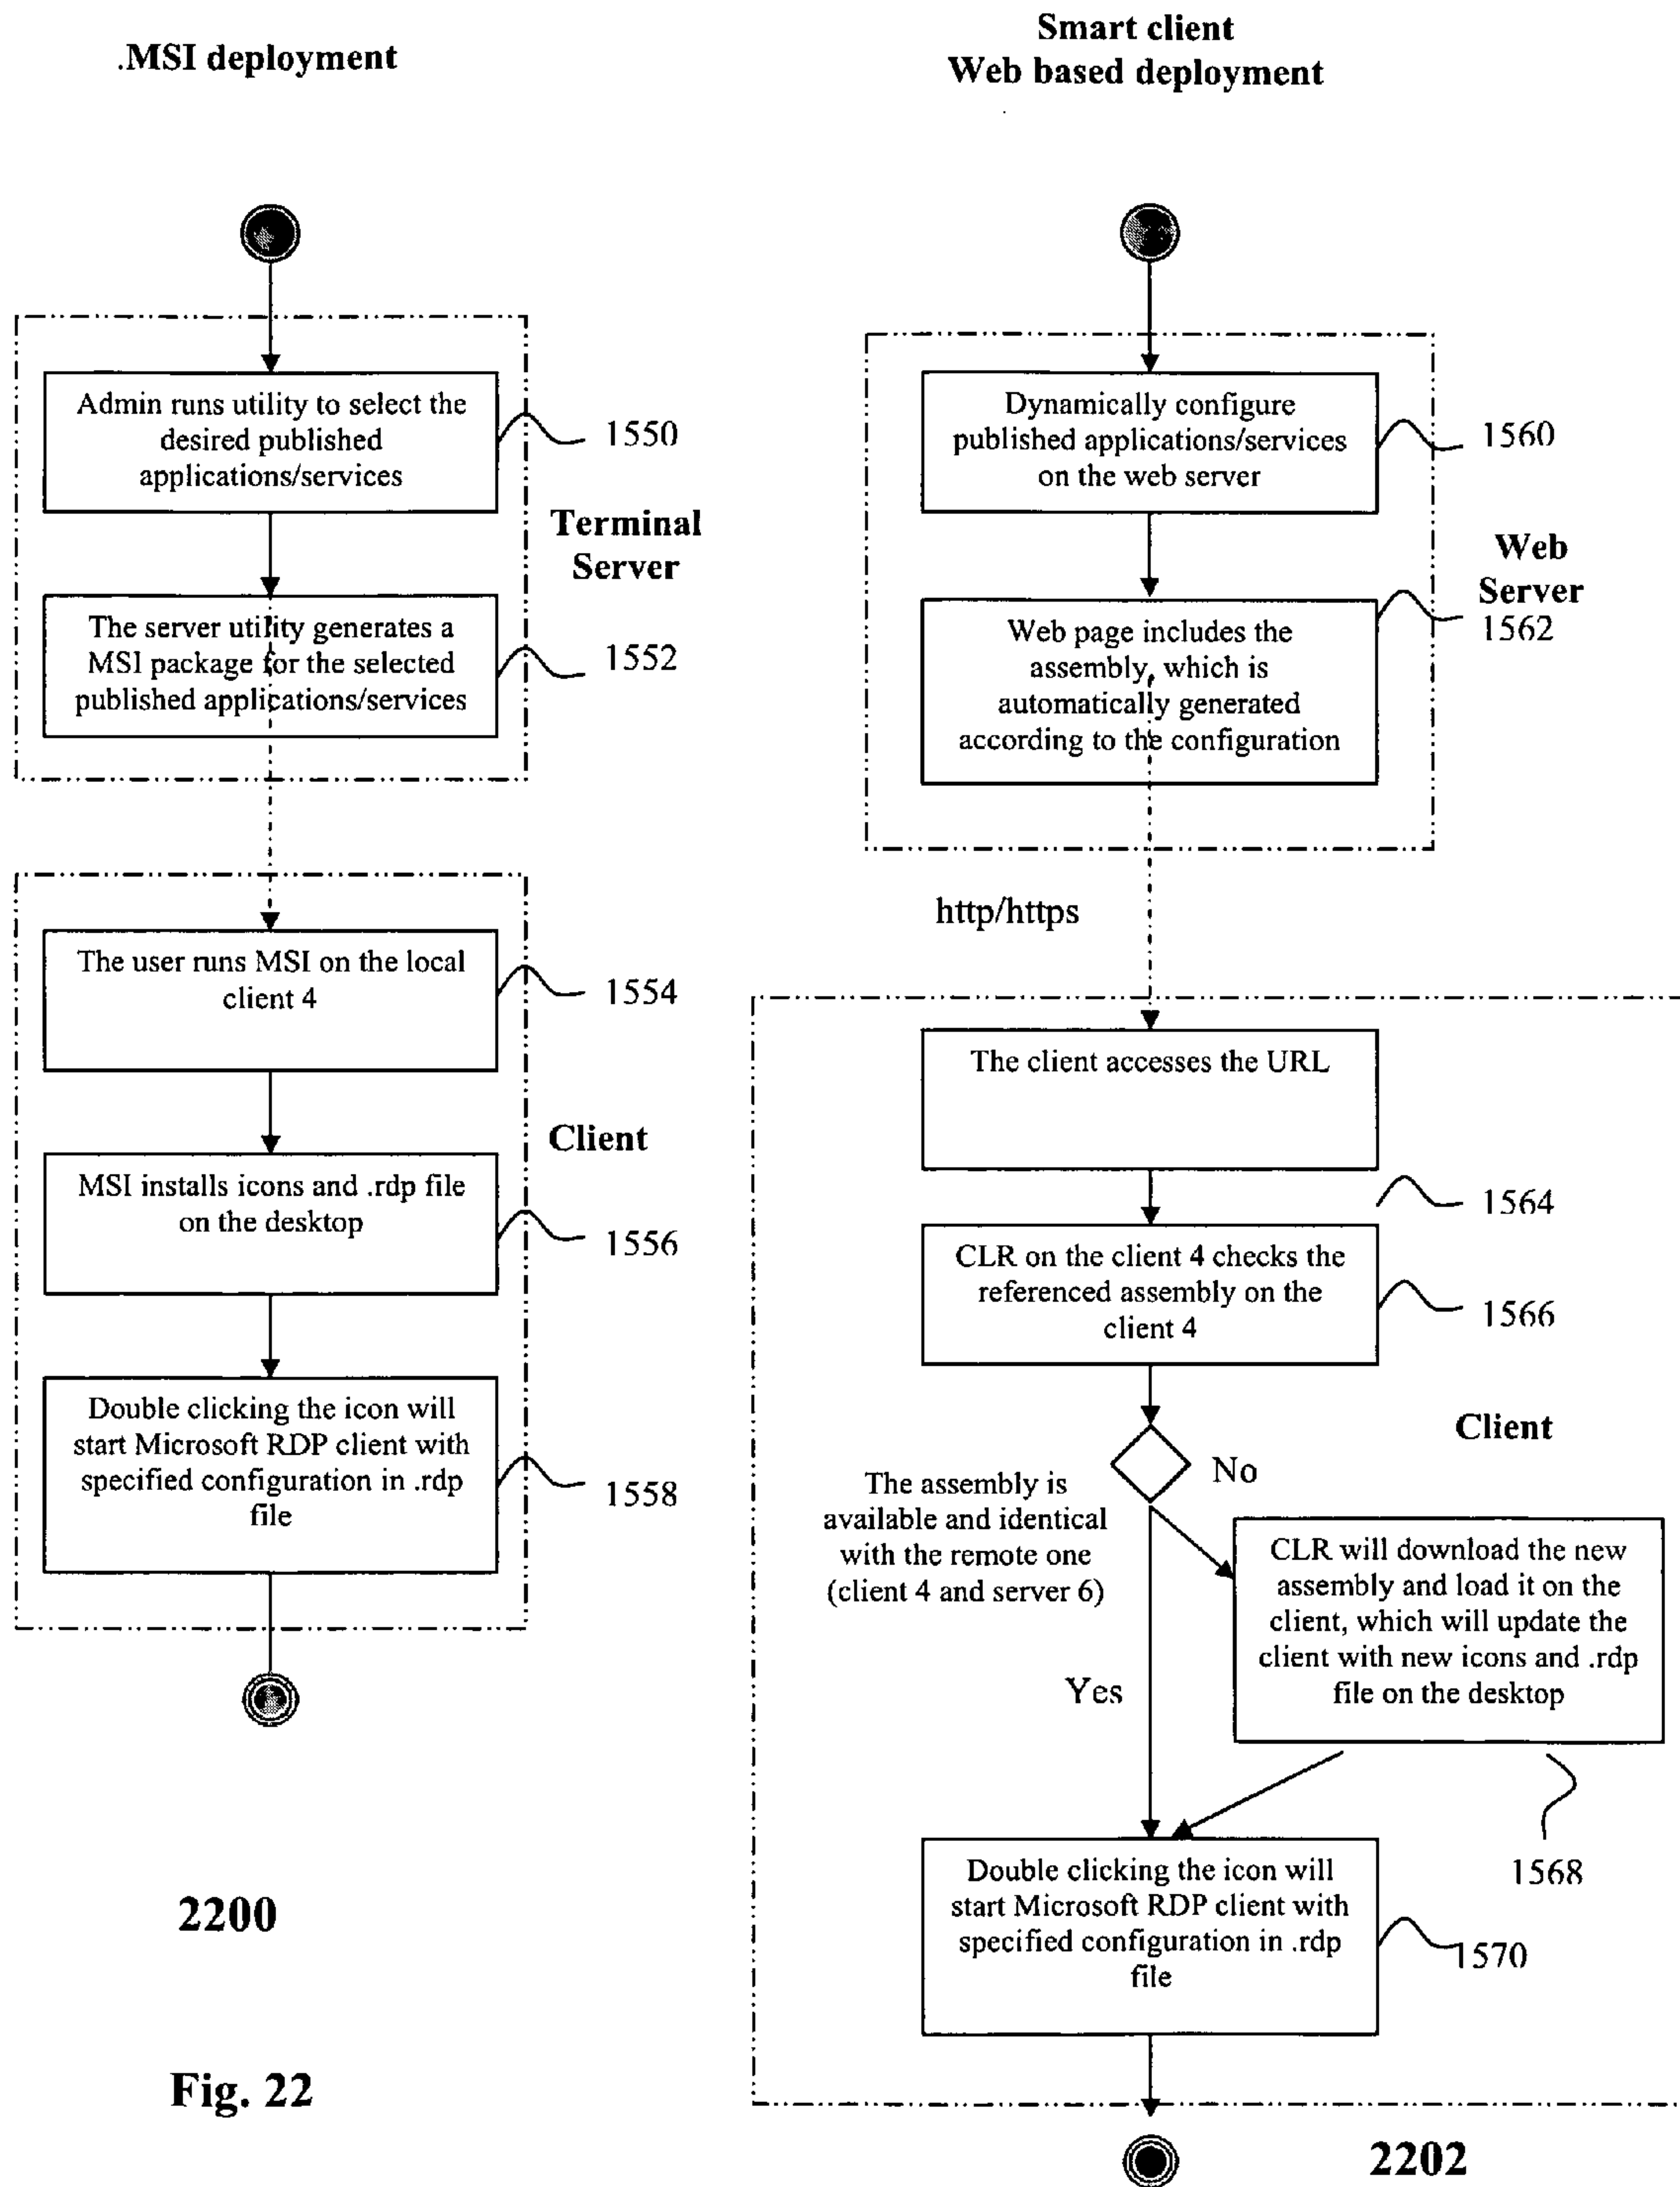 .MSI deployment
Admin runs utility to select the
desired published
applications/services
1550
Terminal
Server
The server utility generates a
MSI package for the selected
published applications/services
1552
The user runs MSI on the local
client 4
1554
Client
MSI installs icons and .rdp file
on the desktop
1556
Double clicking the icon will
start Microsoft RDP client with
specified configuration in .rdp
file
1558
2200
Fig. 22
Smart client
Web based deployment
Dynamically configure
published applications/services
on the web server
1560
Web
Server
1562
Web page includes the
assembly, which is
automatically generated
according to the configuration
http/https
The client accesses the URL
1564
CLR on the client 4 checks the
referenced assembly on the
client 4
1566
Client
No
The assembly is
available and identical
with the remote one
(client 4 and server 6)
CLR will download the new
assembly and load it on the
client, which will update the
client with new icons and .rdp
file on the desktop
Yes
1568
Double clicking the icon will
start Microsoft RDP client with
specified configuration in .rdp
file
1570
2202